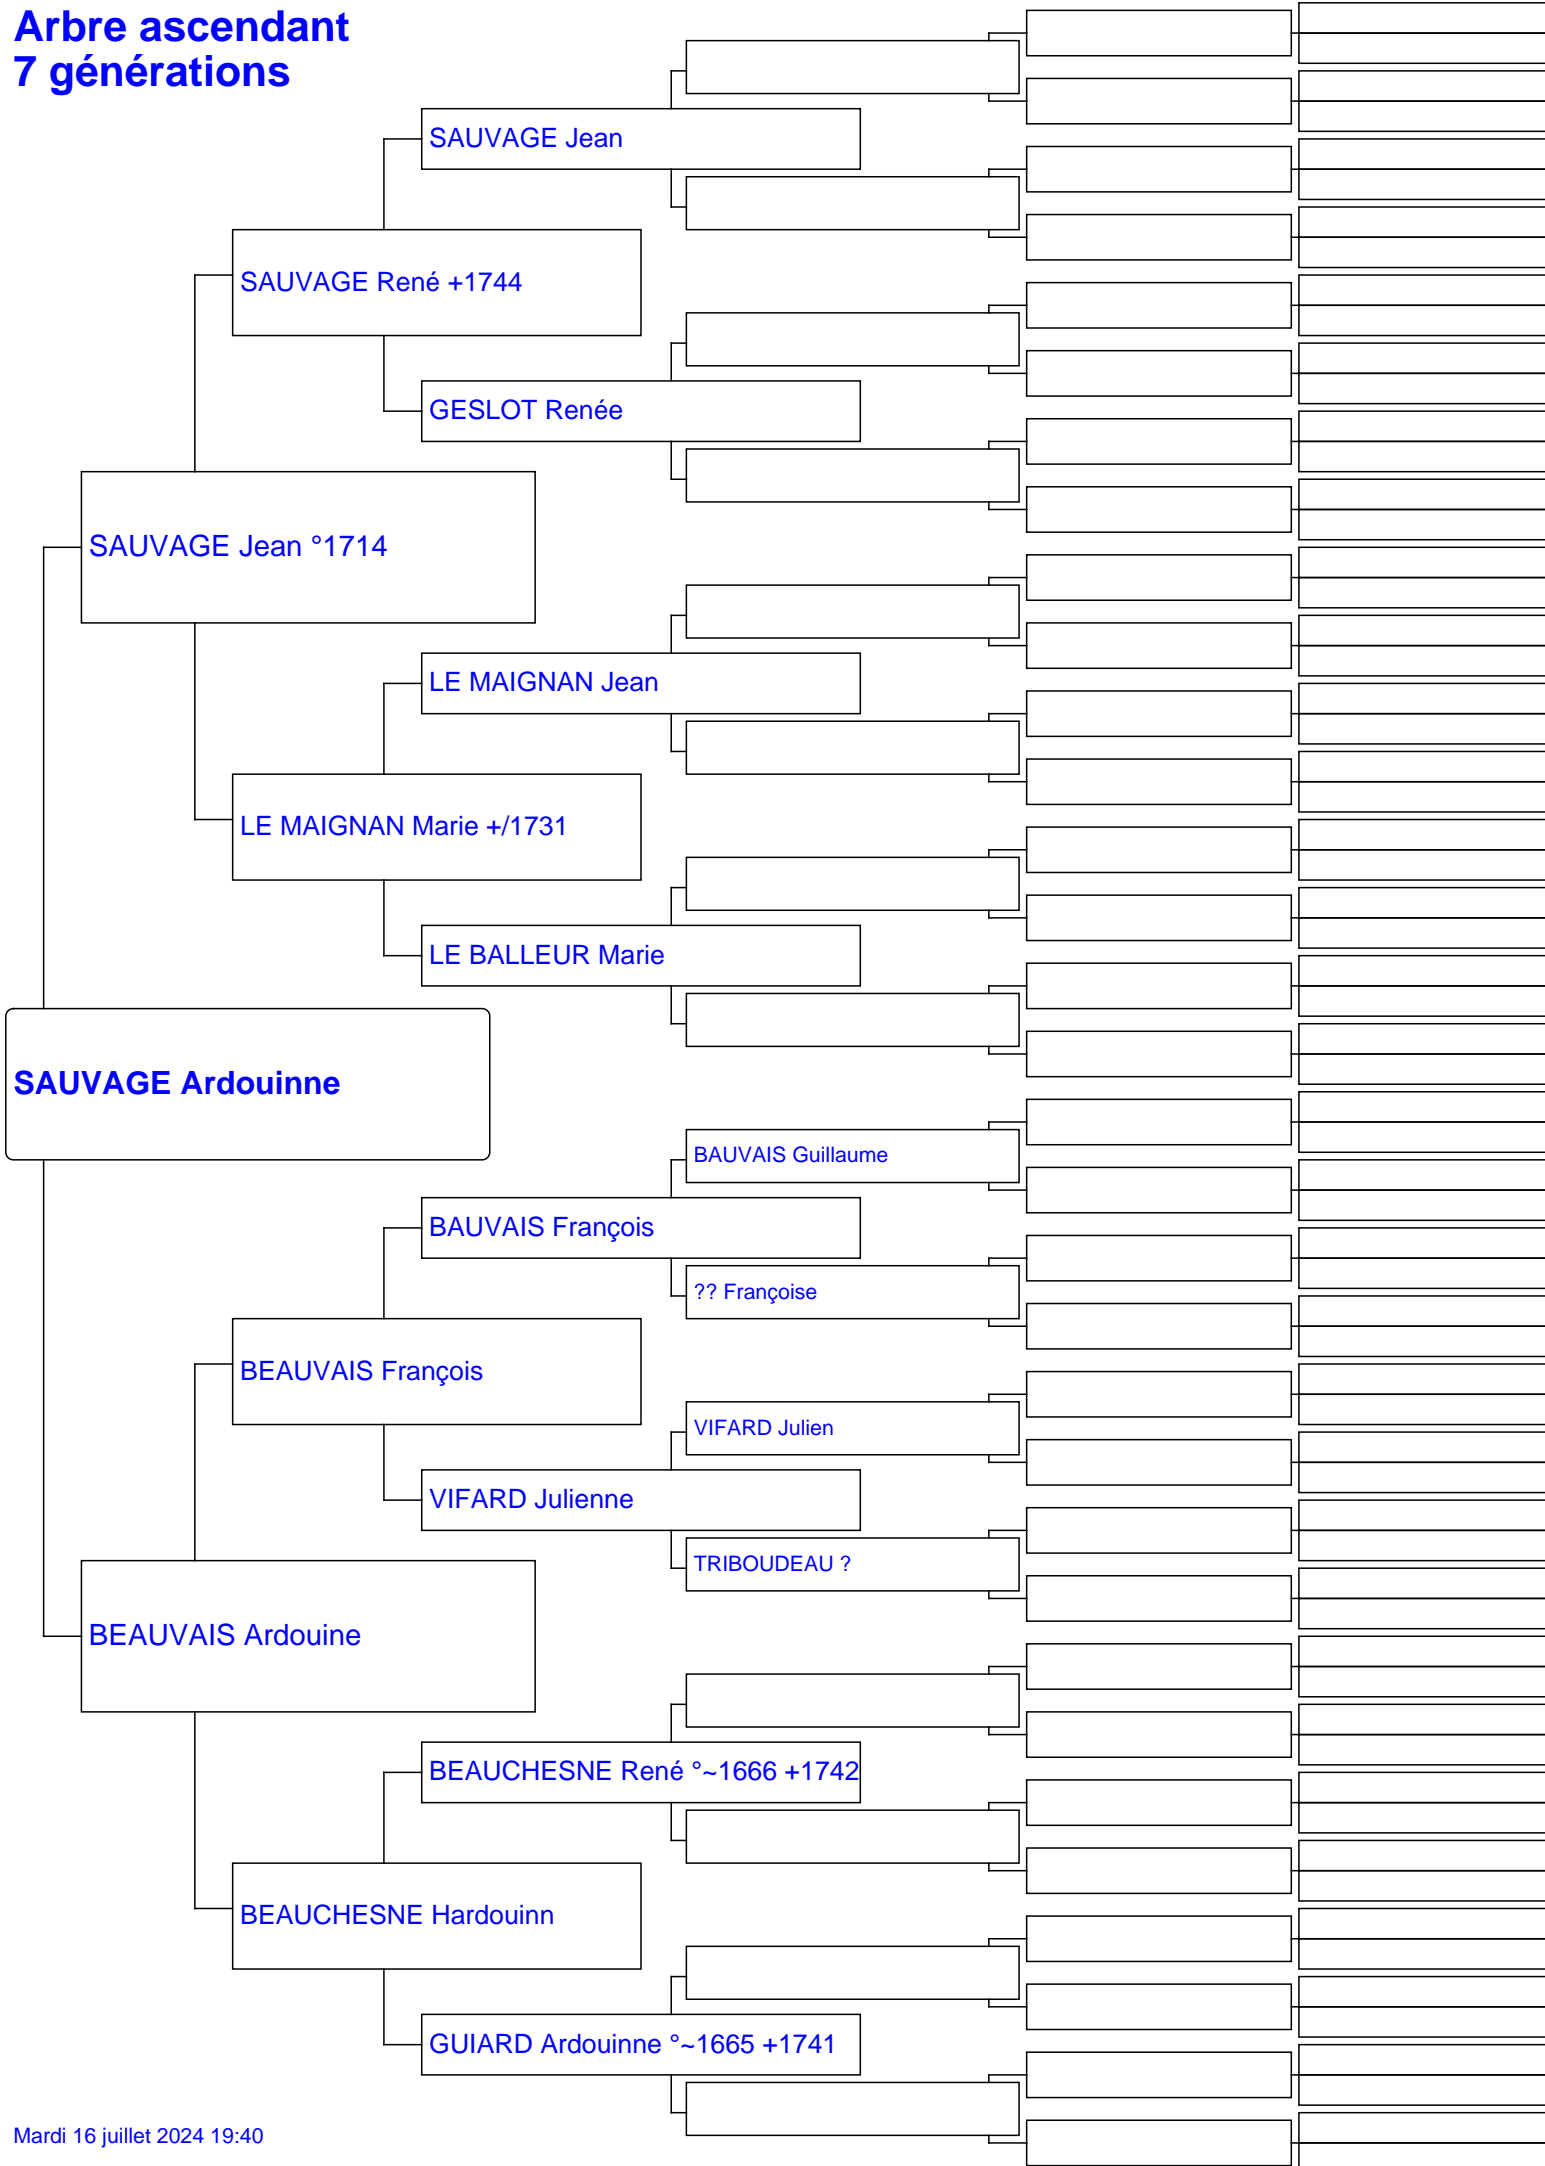 Arbre ascendant
7 générations
SAUVAGE Jean
SAUVAGE René +1744
GESLOT Renée
SAUVAGE Jean °1714
LE MAIGNAN Jean
LE MAIGNAN Marie +/1731
LE BALLEUR Marie
SAUVAGE Ardouinne
BAUVAIS Guillaume
BAUVAIS François
?? Françoise
BEAUVAIS François
VIFARD Julien
VIFARD Julienne
TRIBOUDEAU ?
BEAUVAIS Ardouine
BEAUCHESNE René °~1666 +1742
BEAUCHESNE Hardouinn
GUIARD Ardouinne °~1665 +1741
Mardi 16 juillet 2024 19:40